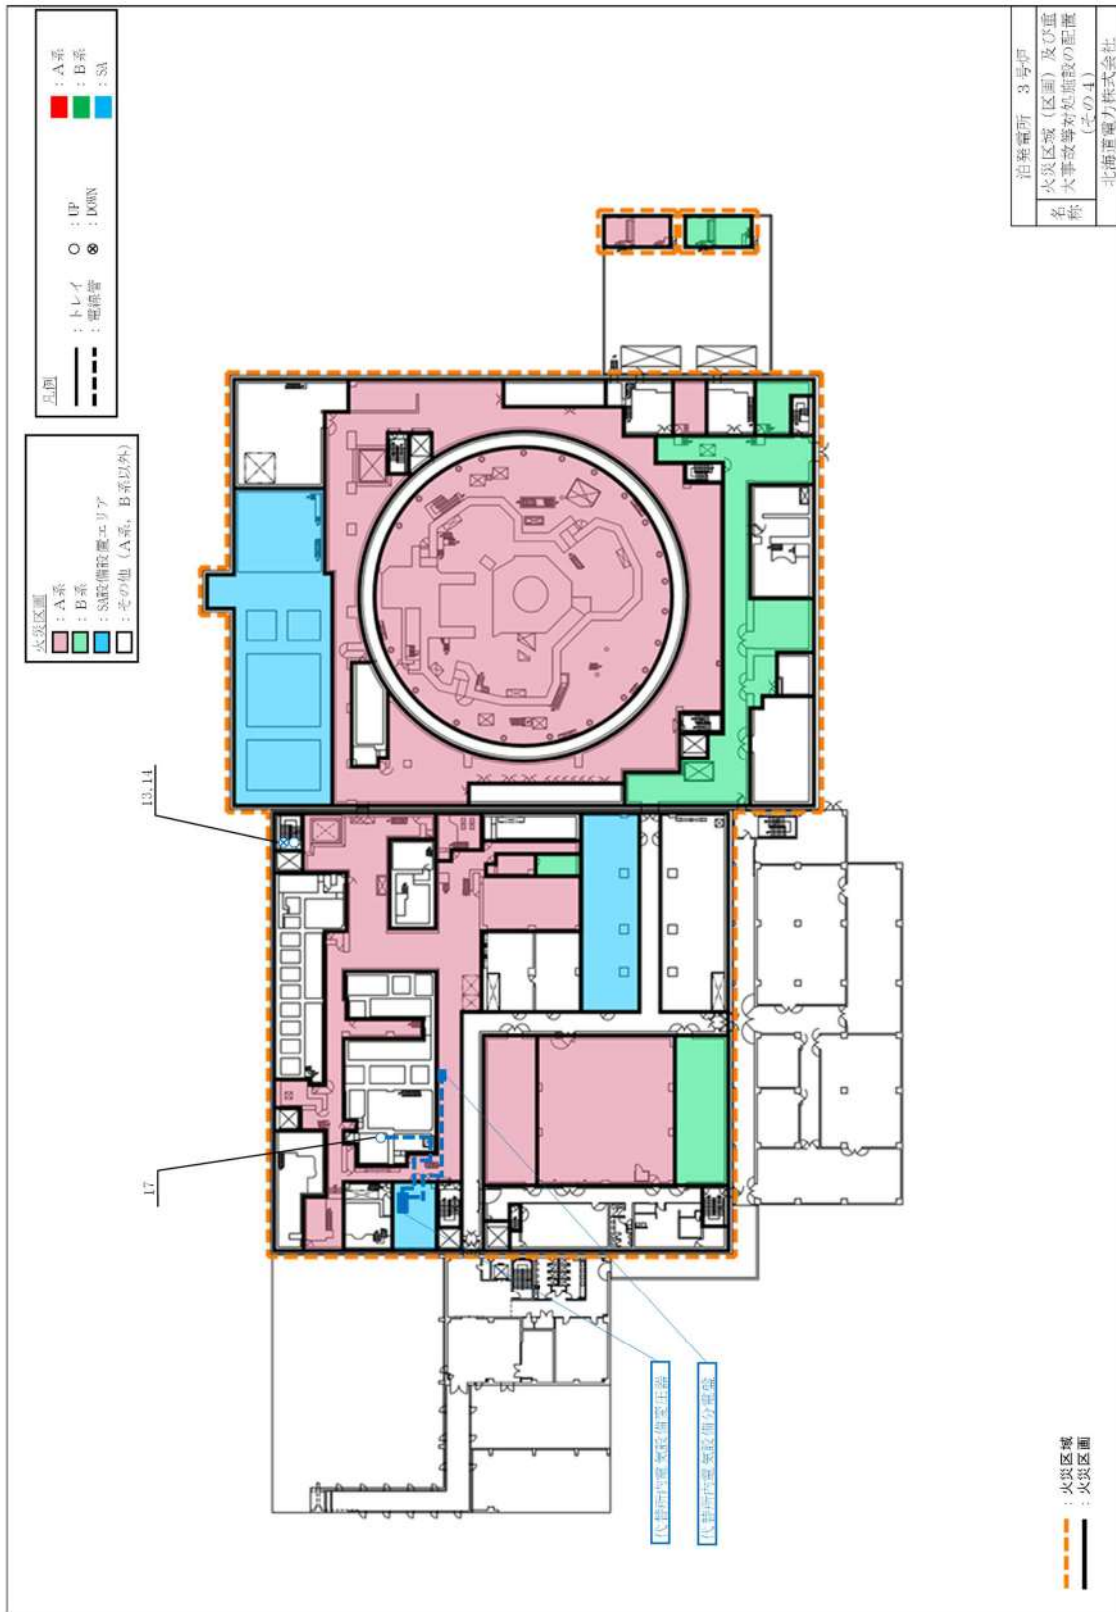 凡例
━━ : トレイ
○ : UP
■ : A系
━ ━ : 電線管
⊗ : DOWN
■ : B系
■ : SA
火災区画
: A系
: B系
: SA設備設置エリア
: その他 (A系, B系以外)
13,14
17
代替所内電気設備変圧器
代替所内電気設備分電盤
: 火災区域
: 火災区画
泊発電所 3号炉
名称
火災区域（区画）及び重
大事故等対処施設の配置
(その4)
北海道電力株式会社